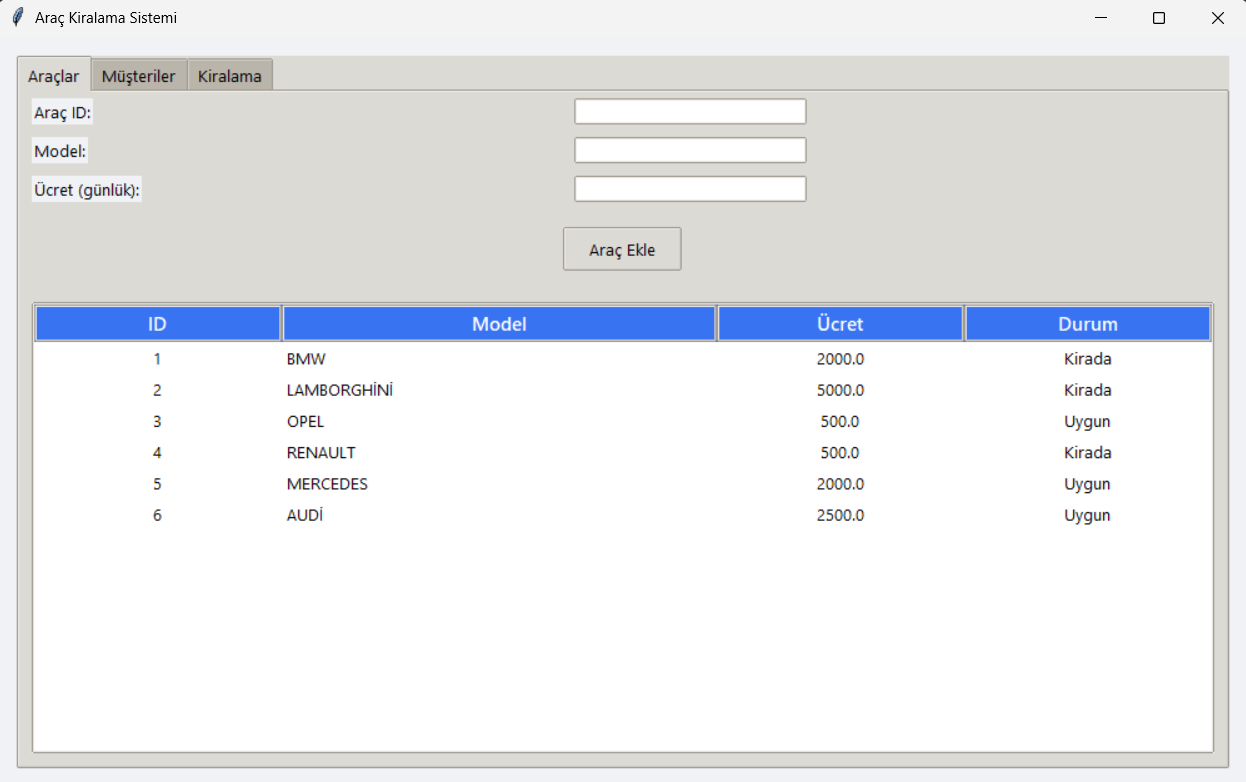 Araç Kiralama Sistemi
Araçlar Müşteriler Kiralama
Araç ID:
Model:
Ücret (günlük):
Araç Ekle
ID Model Ücret Durum
1 BMW 2000.0 Kirada
2 LAMBORGHİNİ 5000.0 Kirada
3 OPEL 500.0 Uygun
4 RENAULT 500.0 Kirada
5 MERCEDES 2000.0 Uygun
6 AUDİ 2500.0 Uygun